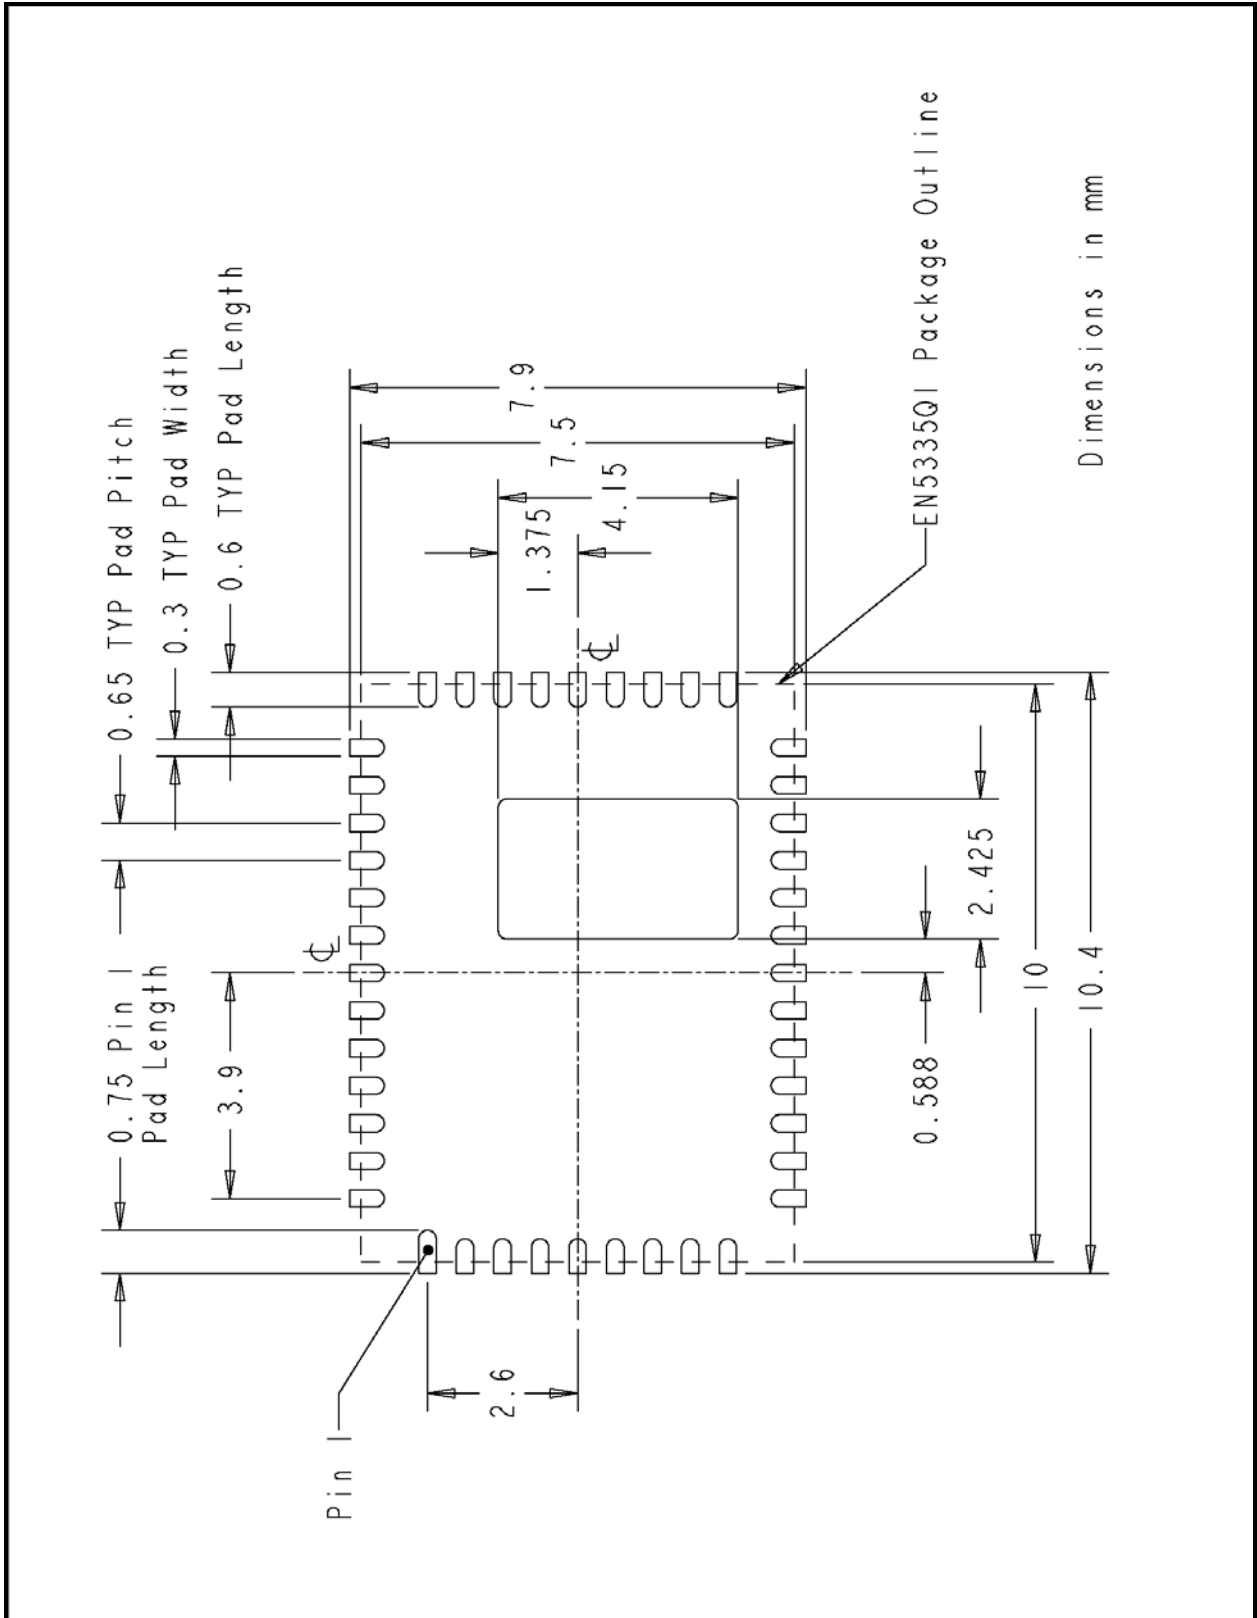 0.75 Pin 1
Pad Length
0.65 TYP Pad Pitch
0.3 TYP Pad Width
3.9
0.6 TYP Pad Length
CL
Pin 1
2.6
7.9
7.5
1.375
4.15
CL
0.588
EN5335QI Package Outline
2.425
10
10.4
Dimensions in mm